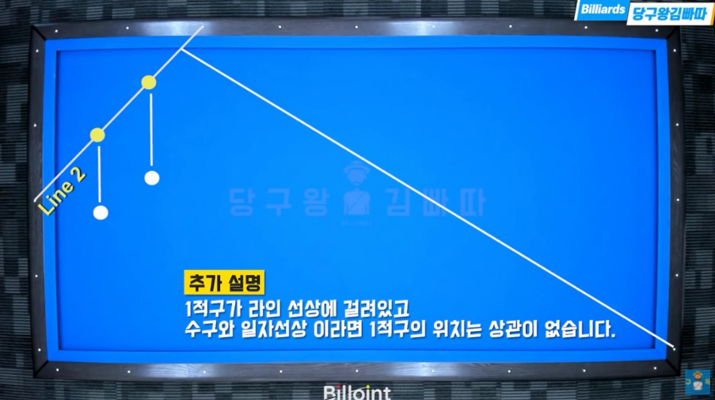 Billiards 당구왕김빠따
Line 2
당구왕 김빠따
추가 설명
1적구가 라인 선상에 걸려있고
수구와 일자선상 이라면 1적구의 위치는 상관이 없습니다.
Billoint